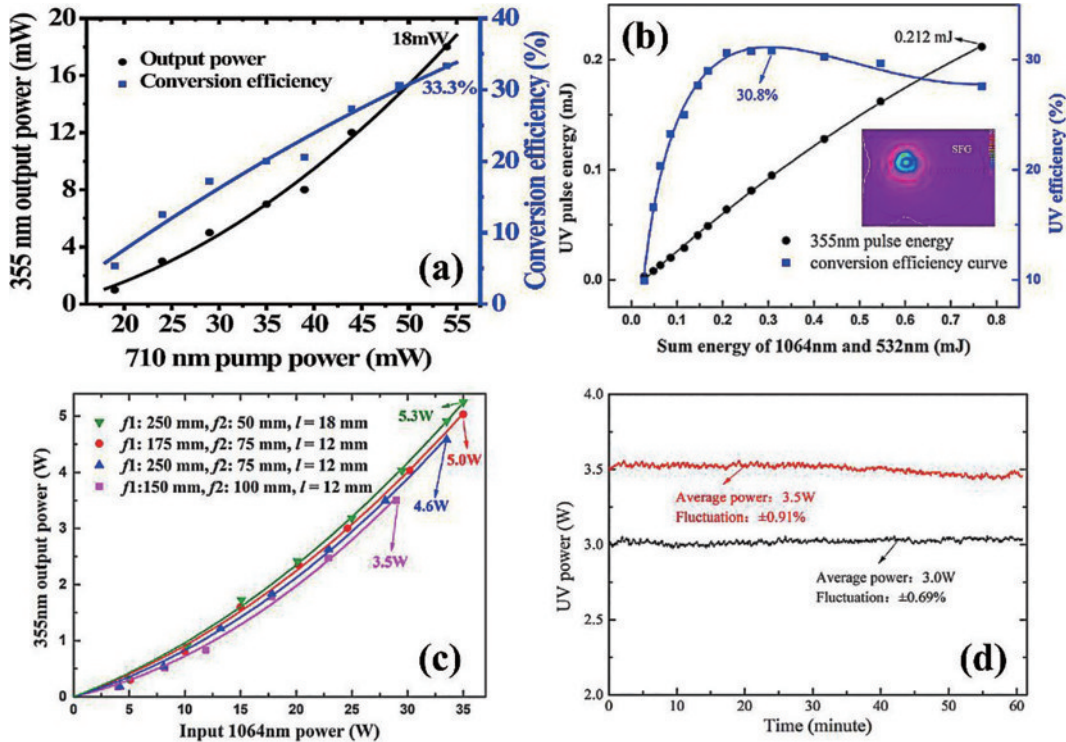 20
16
12
8
4
0
355 nm output power (mW)
Output power
Conversion efficiency
18mW
33.3%
(a)
40
30
20
10
0
Conversion efficiency (%)
20 25 30 35 40 45 50 55
710 nm pump power (mW)
(b)
0.2
0.1
0.0
UV pulse energy (mJ)
0.212 mJ
30.8%
SFG
355nm pulse energy
conversion efficiency curve
30
20
10
UV efficiency (%)
0.0 0.1 0.2 0.3 0.4 0.5 0.6 0.7 0.8
Sum energy of 1064nm and 532nm (mJ)
5
4
3
2
1
0
355nm output power (W)
f1: 250 mm, f2: 50 mm, l = 18 mm
f1: 175 mm, f2: 75 mm, l = 12 mm
f1: 250 mm, f2: 75 mm, l = 12 mm
f1:150 mm, f2: 100 mm, l = 12 mm
5.3W
5.0W
4.6W
3.5W
(c)
0 5 10 15 20 25 30 35
Input 1064nm power (W)
4.0
3.5
3.0
2.5
2.0
UV power (W)
Average power: 3.5W
Fluctuation: ±0.91%
Average power: 3.0W
Fluctuation: ±0.69%
(d)
0 10 20 30 40 50 60
Time (minute)